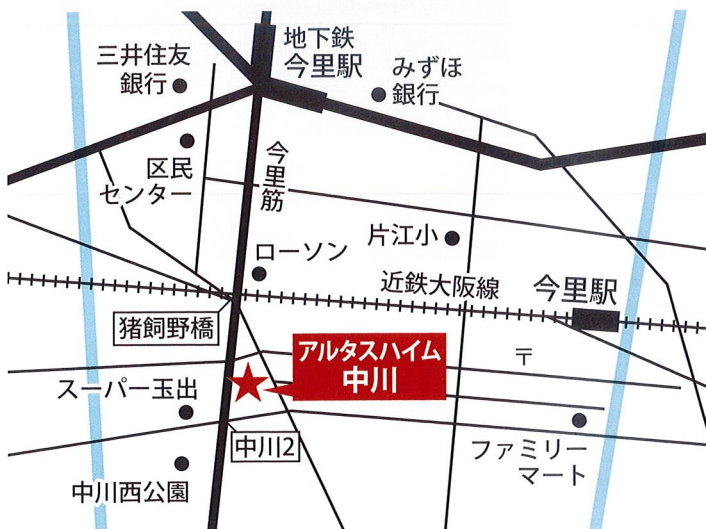 地下鉄
今里駅
三井住友
銀行
みずほ
銀行
区民
センター
今里筋
片江小
ローソン
近鉄大阪線
今里駅
猪飼野橋
アルタスハイム
中川
〒
スーパー玉出
中川2
ファミリー
マート
中川西公園